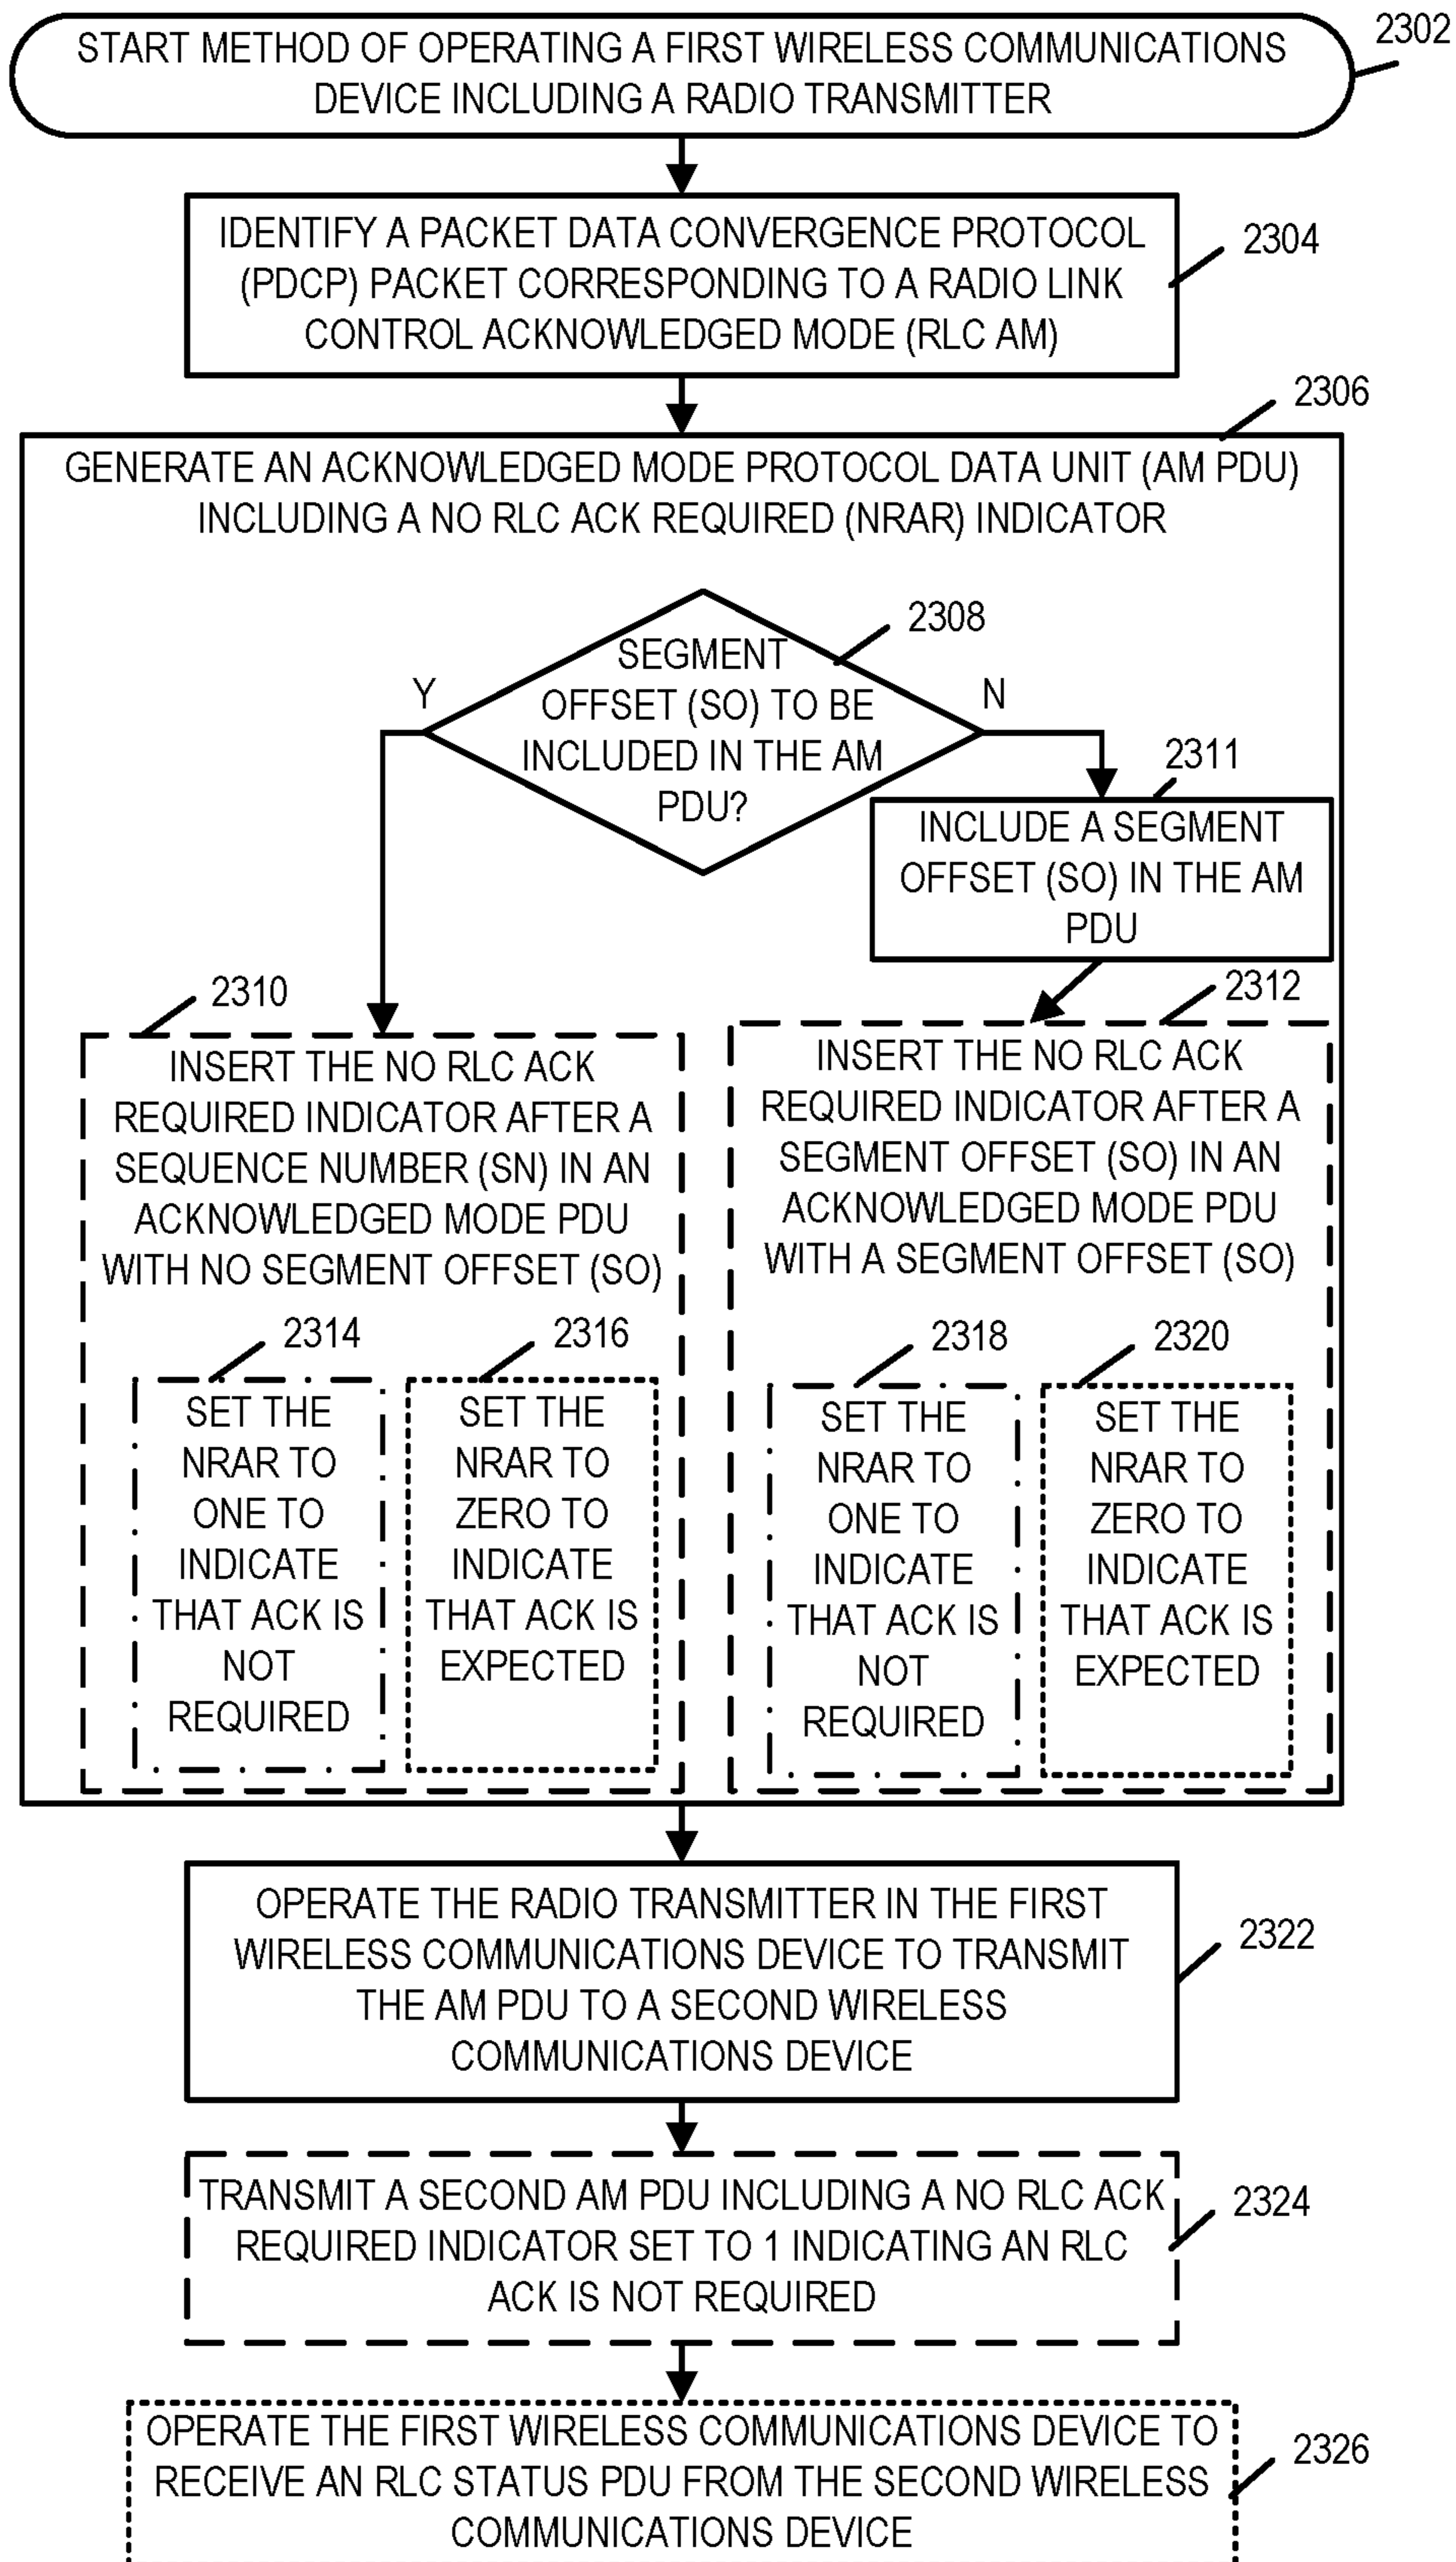 START METHOD OF OPERATING A FIRST WIRELESS COMMUNICATIONS
DEVICE INCLUDING A RADIO TRANSMITTER
2302
IDENTIFY A PACKET DATA CONVERGENCE PROTOCOL
(PDCP) PACKET CORRESPONDING TO A RADIO LINK
CONTROL ACKNOWLEDGED MODE (RLC AM)
2304
2306
GENERATE AN ACKNOWLEDGED MODE PROTOCOL DATA UNIT (AM PDU)
INCLUDING A NO RLC ACK REQUIRED (NRAR) INDICATOR
2308
SEGMENT
OFFSET (SO) TO BE
INCLUDED IN THE AM
PDU?
Y
N
2311
INCLUDE A SEGMENT
OFFSET (SO) IN THE AM
PDU
2310
INSERT THE NO RLC ACK
REQUIRED INDICATOR AFTER A
SEQUENCE NUMBER (SN) IN AN
ACKNOWLEDGED MODE PDU
WITH NO SEGMENT OFFSET (SO)
2314
SET THE
NRAR TO
ONE TO
INDICATE
THAT ACK IS
NOT
REQUIRED
2316
SET THE
NRAR TO
ZERO TO
INDICATE
THAT ACK IS
EXPECTED
2312
INSERT THE NO RLC ACK
REQUIRED INDICATOR AFTER A
SEGMENT OFFSET (SO) IN AN
ACKNOWLEDGED MODE PDU
WITH A SEGMENT OFFSET (SO)
2318
SET THE
NRAR TO
ONE TO
INDICATE
THAT ACK IS
NOT
REQUIRED
2320
SET THE
NRAR TO
ZERO TO
INDICATE
THAT ACK IS
EXPECTED
OPERATE THE RADIO TRANSMITTER IN THE FIRST
WIRELESS COMMUNICATIONS DEVICE TO TRANSMIT
THE AM PDU TO A SECOND WIRELESS
COMMUNICATIONS DEVICE
2322
TRANSMIT A SECOND AM PDU INCLUDING A NO RLC ACK
REQUIRED INDICATOR SET TO 1 INDICATING AN RLC
ACK IS NOT REQUIRED
2324
OPERATE THE FIRST WIRELESS COMMUNICATIONS DEVICE TO
RECEIVE AN RLC STATUS PDU FROM THE SECOND WIRELESS
COMMUNICATIONS DEVICE
2326